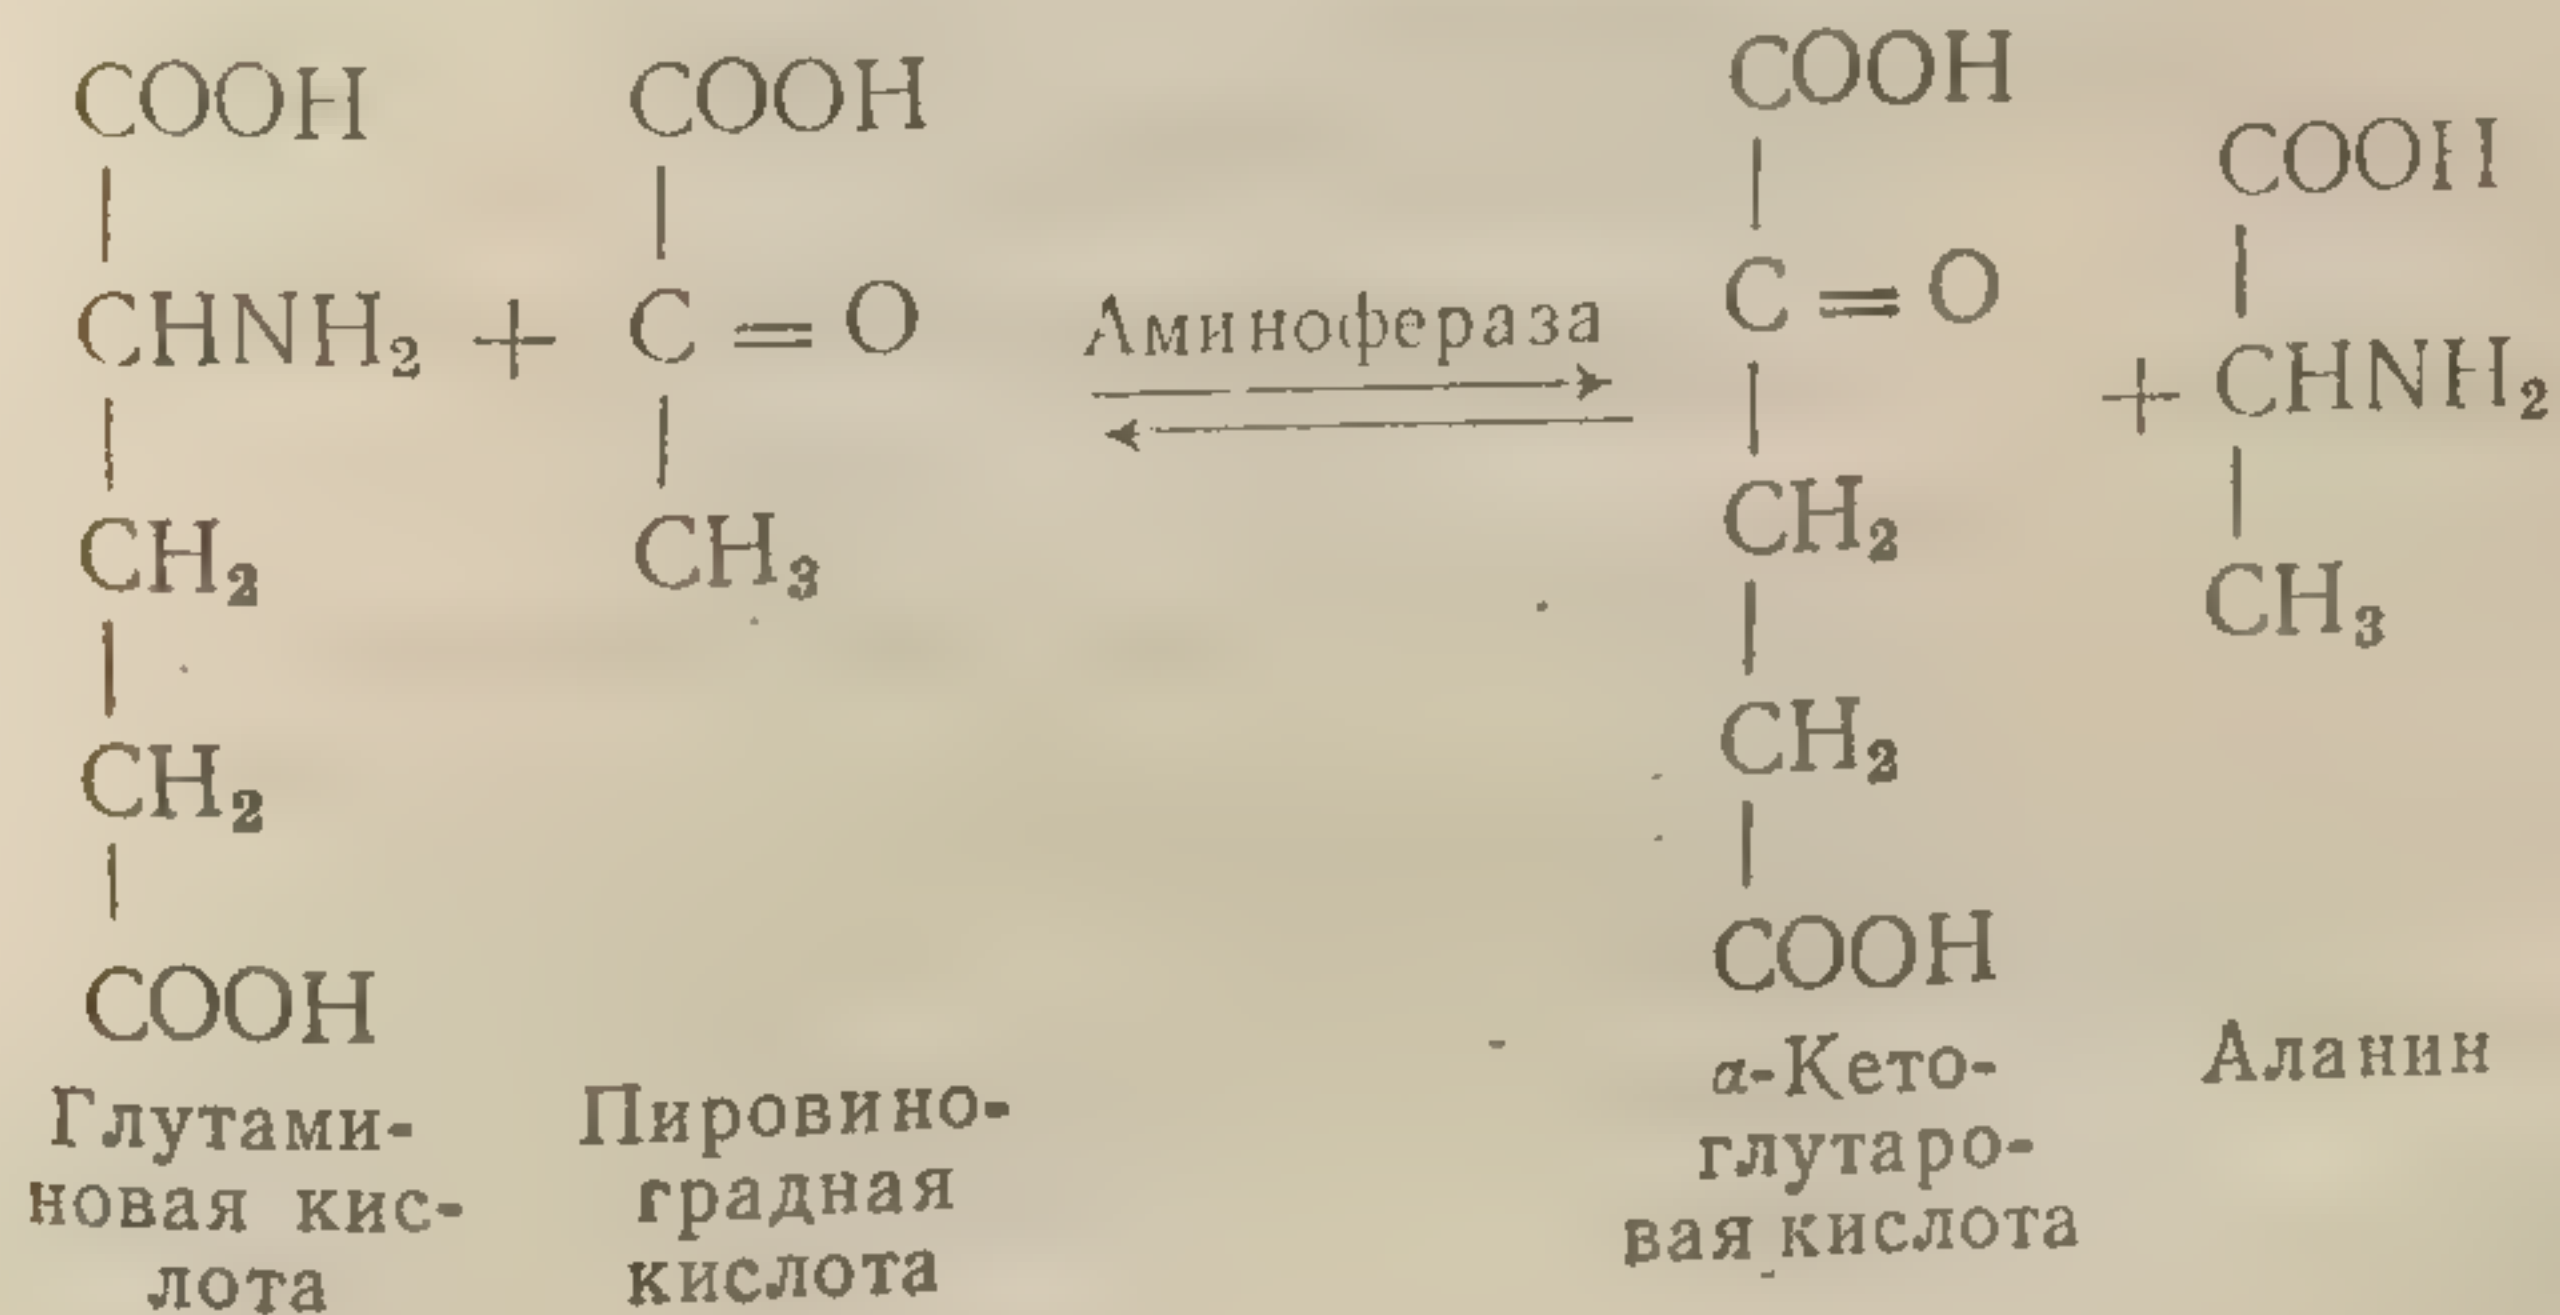 COOH COOH COOH COOH
CHNH₂ + C = O Аминофераза C = O + CHNH₂
CH₂ CH₃ CH₂ CH₃
CH₂ CH₂
COOH COOH
Глутами-
новая кис-
лота
Пировино-
градная
кислота
α-Кето-
глутаро-
вая кислота
Аланин